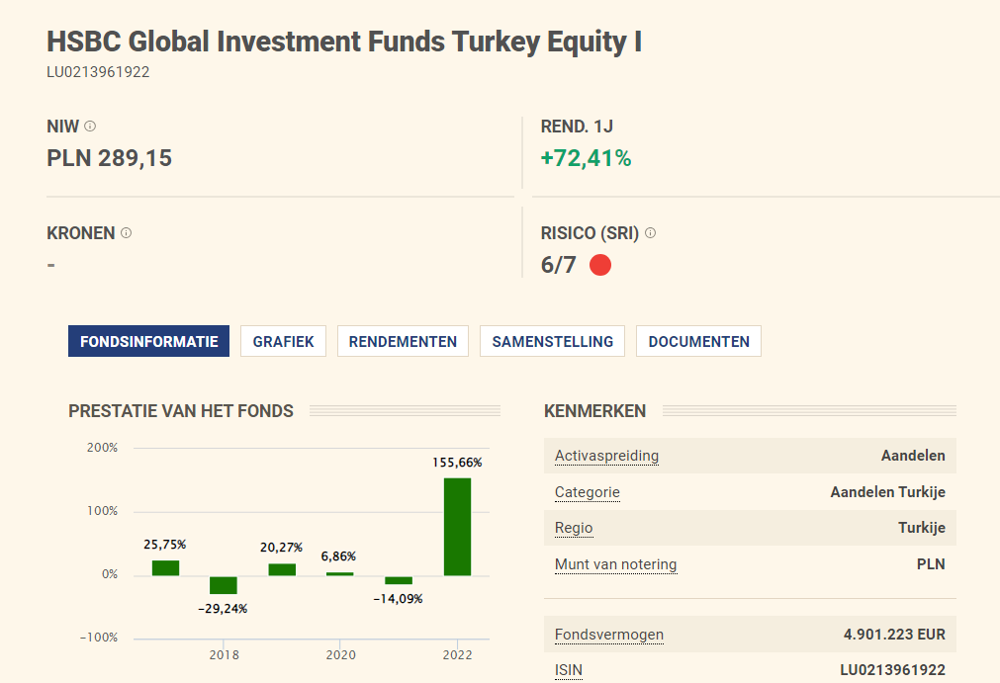 HSBC Global Investment Funds Turkey Equity I
LU0213961922
NIW
PLN 289,15
REND. 1J
+72,41%
KRONEN
-
RISICO (SRI)
6/7
FONDSINFORMATIE GRAFIEK RENDEMENTEN SAMENSTELLING DOCUMENTEN
PRESTATIE VAN HET FONDS
200%
100%
0%
-100%
25,75%
-29,24%
20,27%
6,86%
-14,09%
155,66%
2018 2020 2022
KENMERKEN
Activaspreiding Aandelen
Categorie Aandelen Turkije
Regio Turkije
Munt van notering PLN
Fondsvermogen 4.901.223 EUR
ISIN LU0213961922